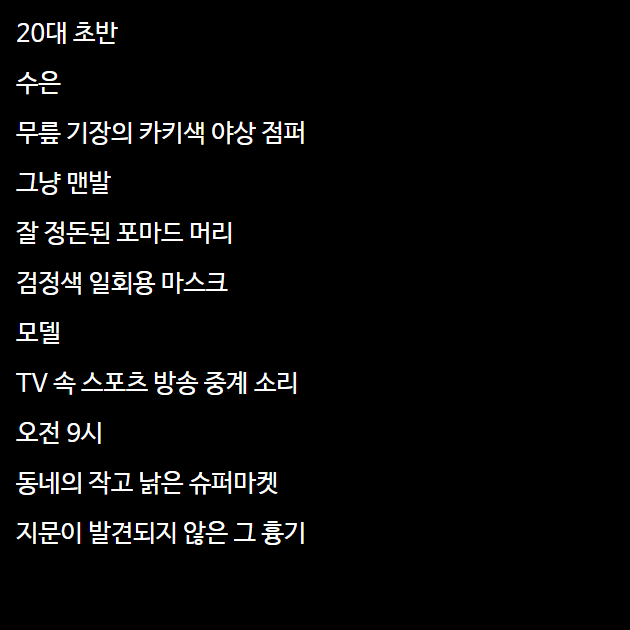 20대 초반
수은
무릎 기장의 카키색 야상 점퍼
그냥 맨발
잘 정돈된 포마드 머리
검정색 일회용 마스크
모델
TV 속 스포츠 방송 중계 소리
오전 9시
동네의 작고 낡은 슈퍼마켓
지문이 발견되지 않은 그 흉기